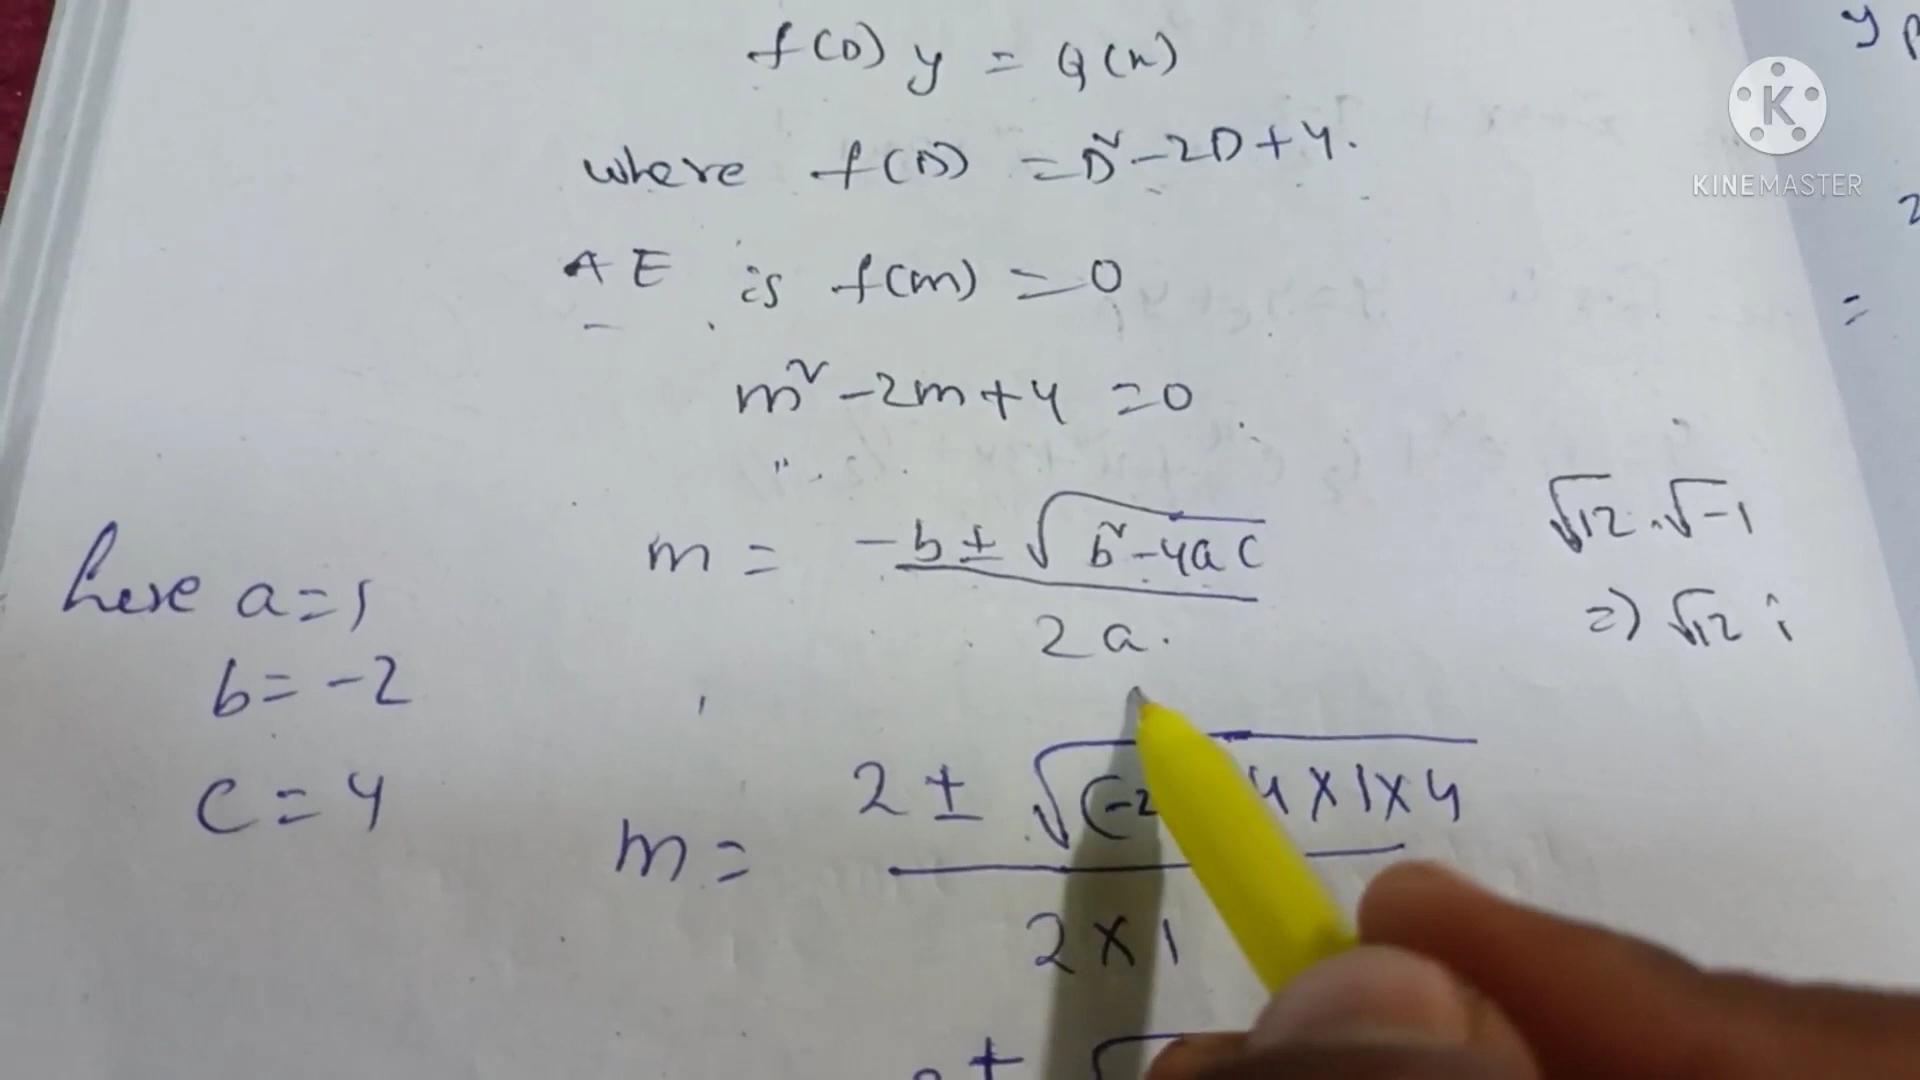 f(D) y = Q(x)
where f(D) = D² - 2D + 4.
AE is f(m) = 0
m² - 2m + 4 = 0
m = -b ± √b² - 4ac
2a.
here a = 1
b = -2
c = 4
√12 . √-1
=> √12 i
m = 2 ± √(-2 4 x 1 x 4
2 x 1
± √
y
2
=
K
KINEMASTER